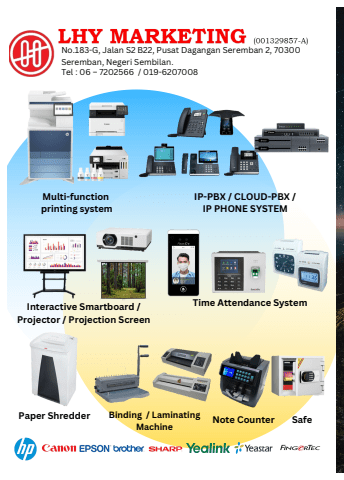 LHY MARKETING (001329857-A)
No.183-G, Jalan S2 B22, Pusat Dagangan Seremban 2, 70300
Seremban, Negeri Sembilan.
Tel : 06 – 7202566 / 019-6207008
Multi-function
printing system
IP-PBX / CLOUD-PBX /
IP PHONE SYSTEM
Interactive Smartboard /
Projector / Projection Screen
Time Attendance System
Paper Shredder
Binding / Laminating
Machine
Note Counter
Safe
hp Canon EPSON brother SHARP Yealink Yeastar FINGERTEC